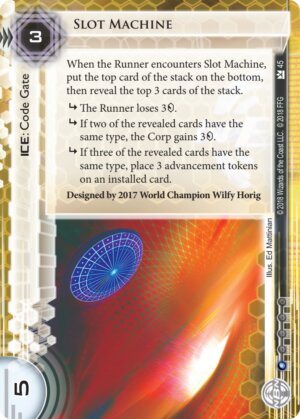 3
SLOT MACHINE
When the Runner encounters Slot Machine,
put the top card of the stack on the bottom,
then reveal the top 3 cards of the stack.
↳ The Runner loses 3
↳ If two of the revealed cards have the
same type, the Corp gains 3
↳ If three of the revealed cards have the
same type, place 3 advancement tokens
on an installed card.
Designed by 2017 World Champion Wilfy Horig
ICE: Code Gate
45
© 2018 Wizards of the Coast LLC. © 2018 FFG
Illus. Ed Mattinian
5